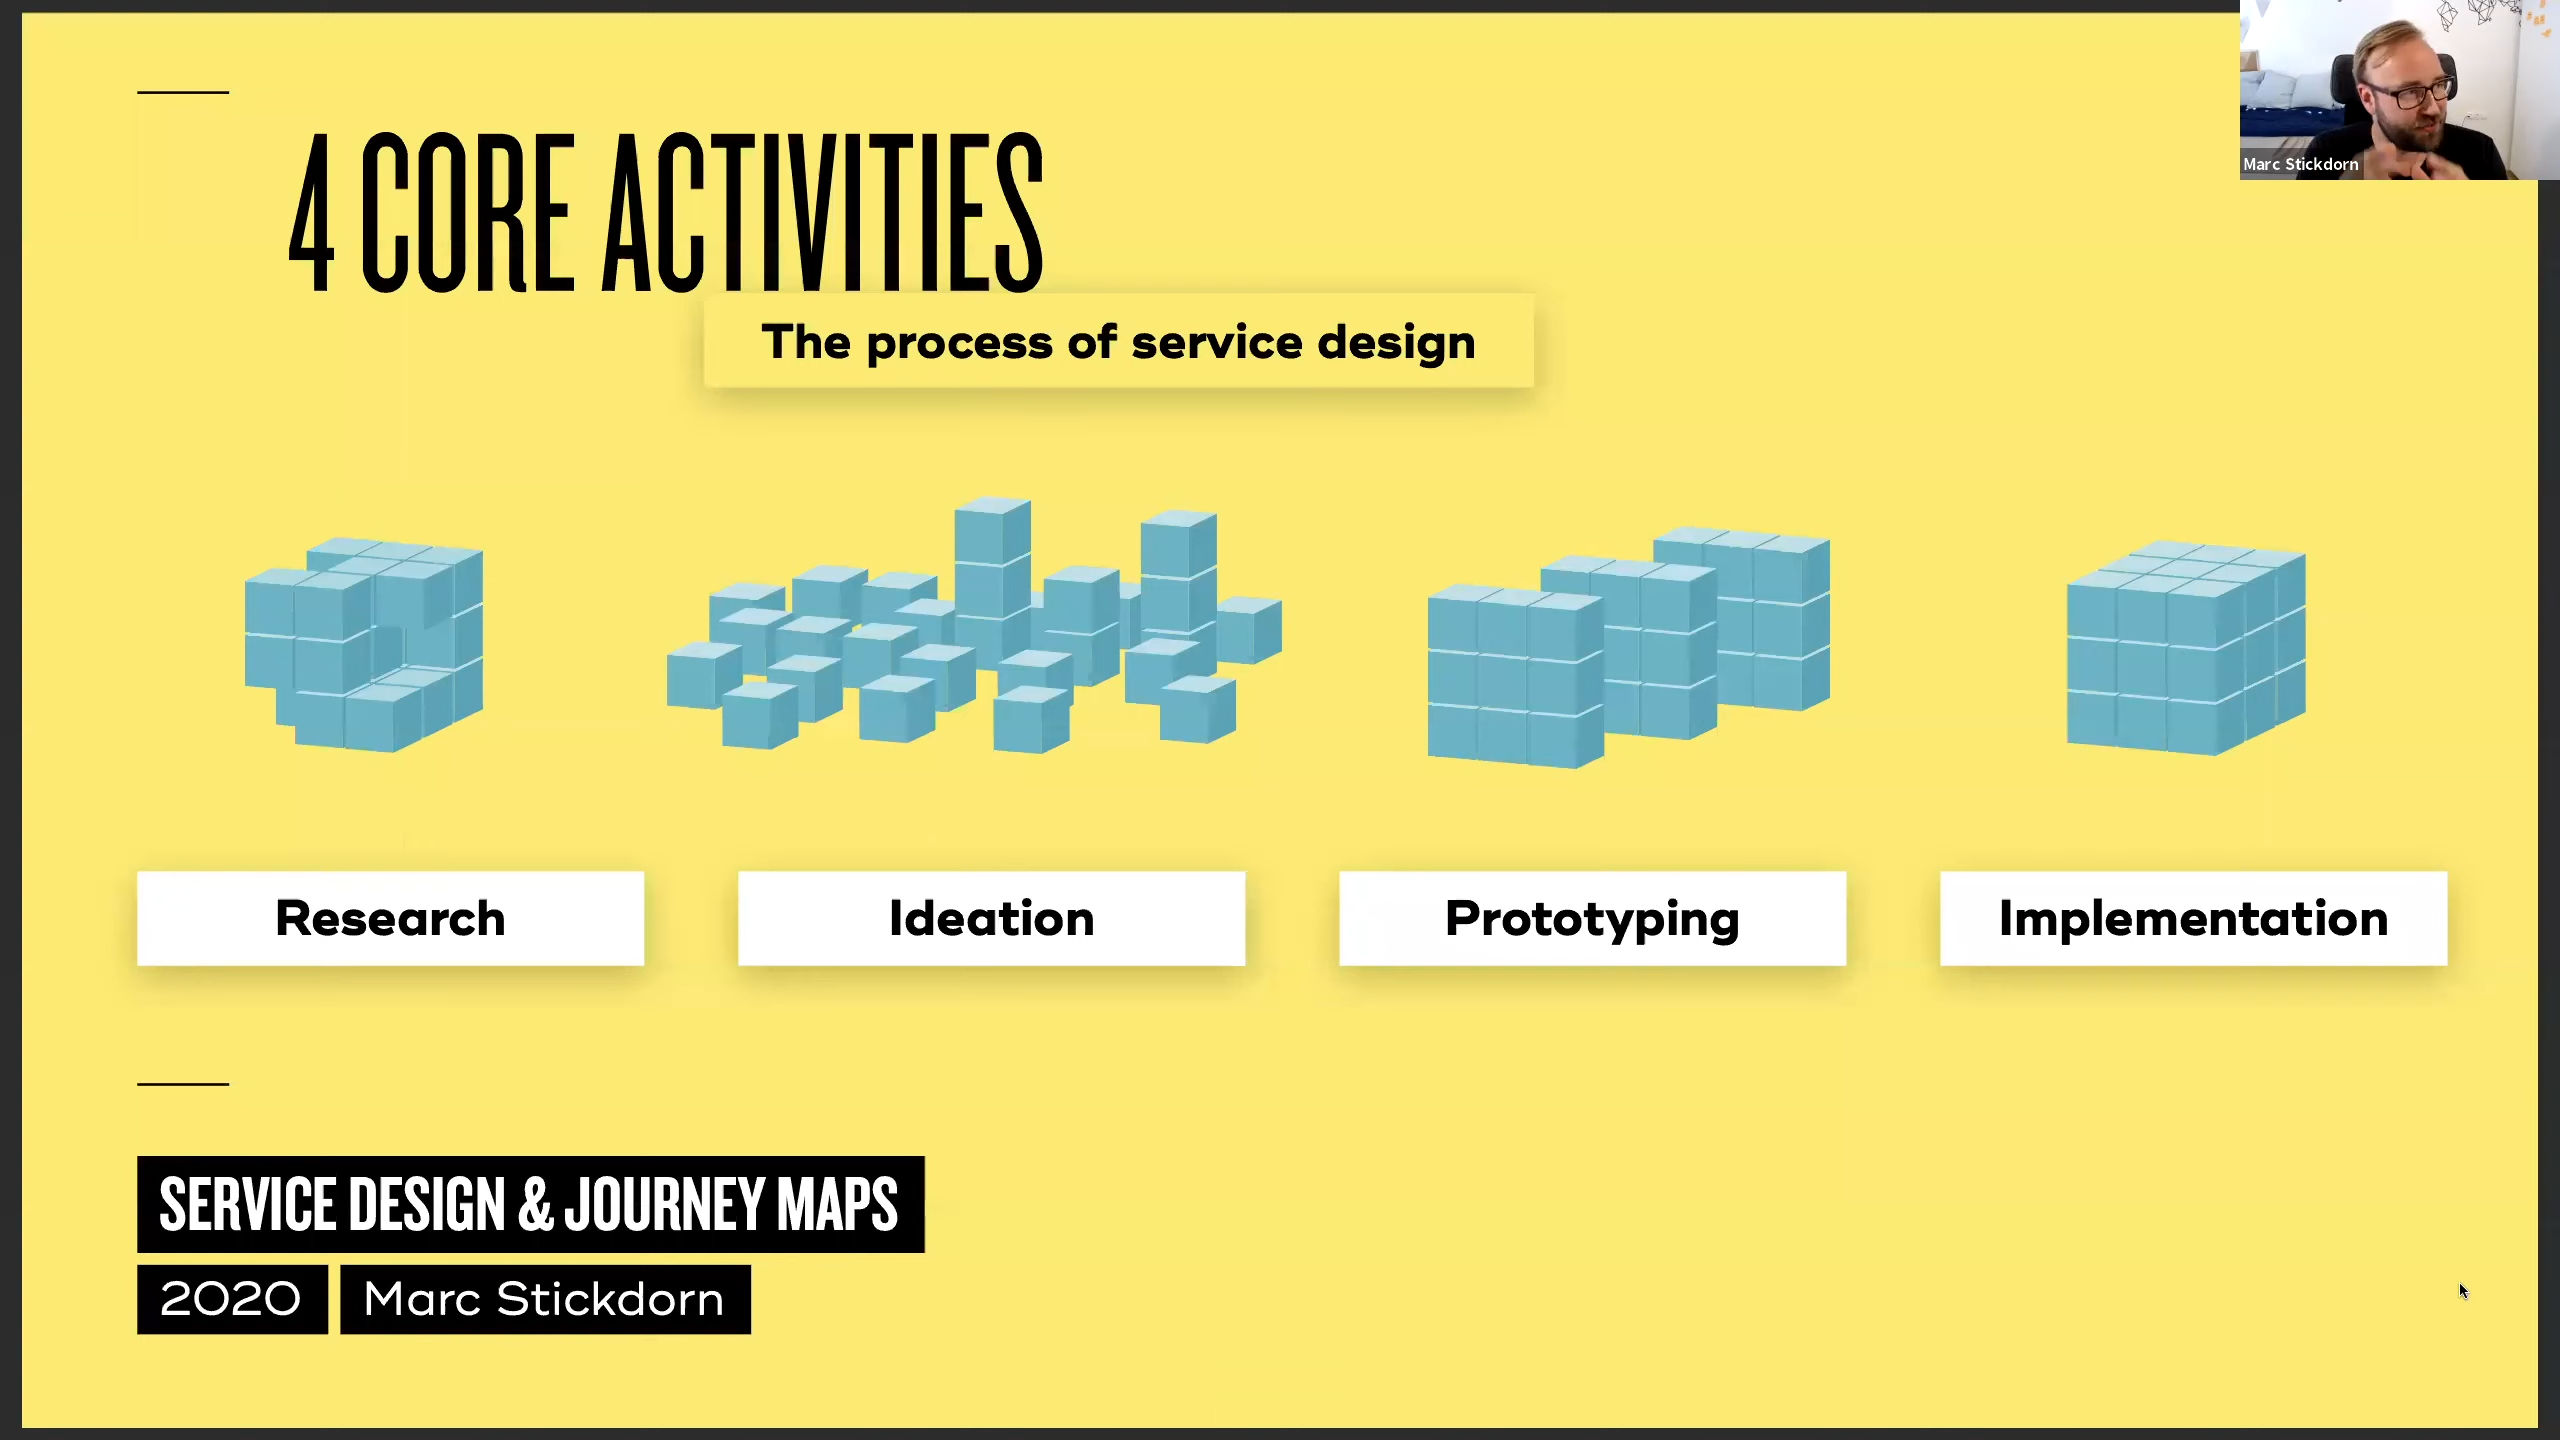 4 CORE ACTIVITIES
The process of service design
Marc Stickdorn
Research
Ideation
Prototyping
Implementation
SERVICE DESIGN & JOURNEY MAPS
2020
Marc Stickdorn